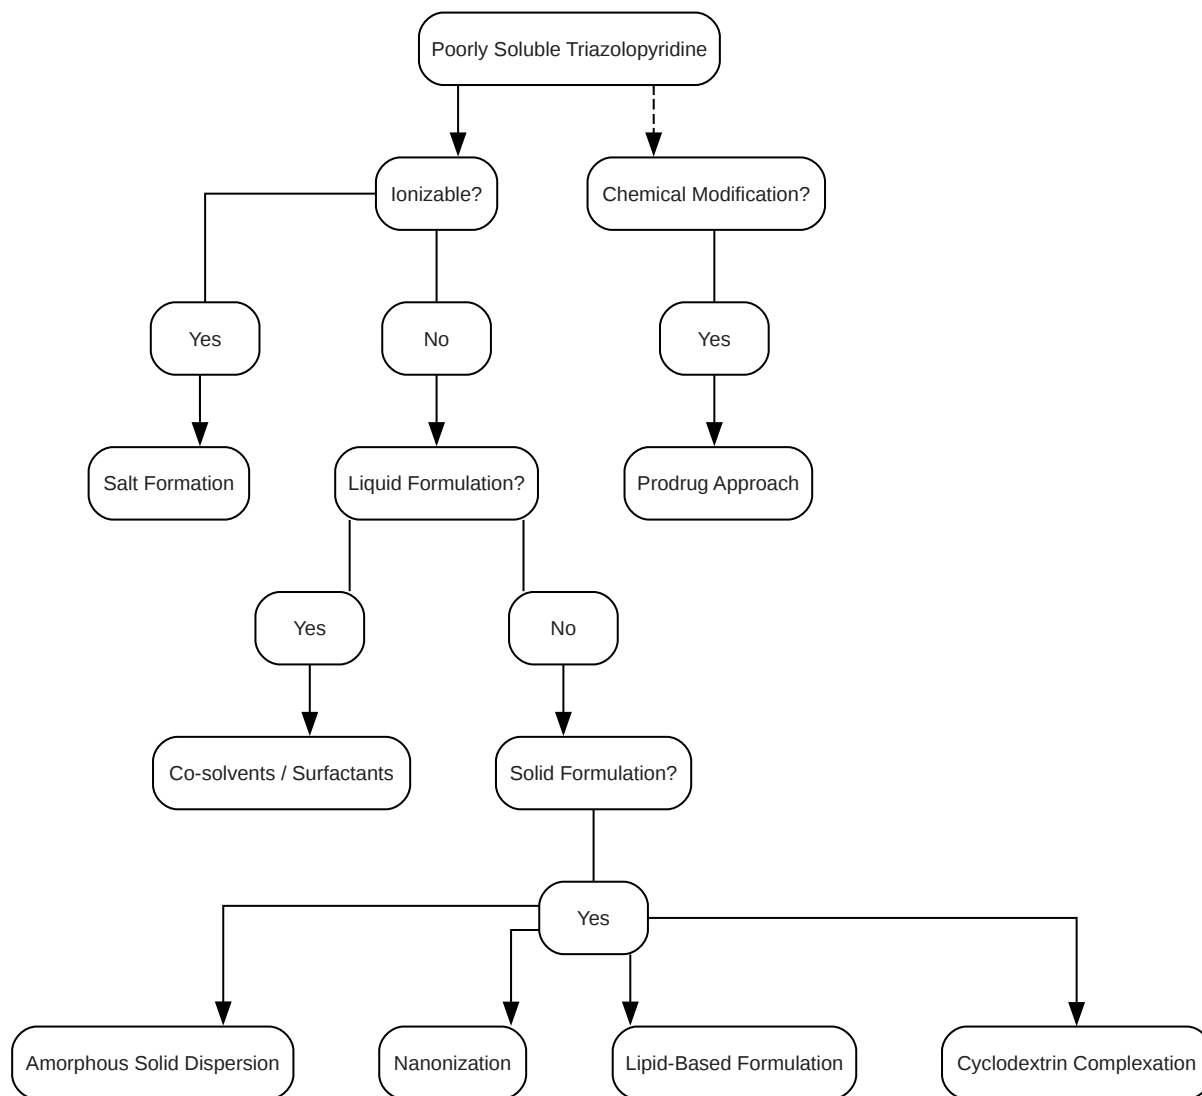 Poorly Soluble Triazolopyridine
Ionizable?
Chemical Modification?
Yes
No
Yes
Salt Formation
Liquid Formulation?
Prodrug Approach
Yes
No
Co-solvents / Surfactants
Solid Formulation?
Yes
Amorphous Solid Dispersion
Nanonization
Lipid-Based Formulation
Cyclodextrin Complexation